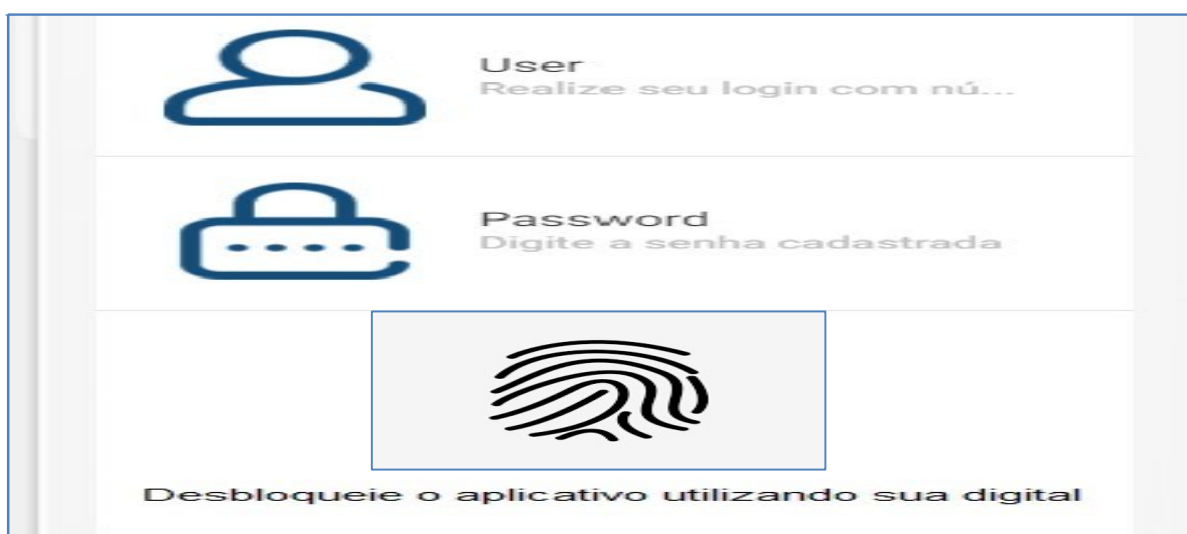 User
Realize seu login com nú...
Password
Digite a senha cadastrada
Desbloqueie o aplicativo utilizando sua digital